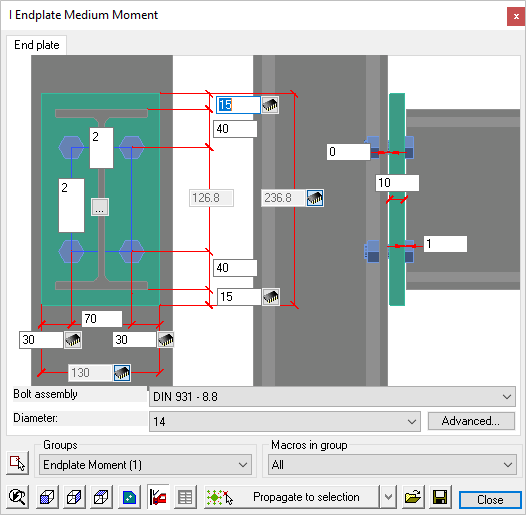 I Endplate Medium Moment
x
End plate
15
40
2
0
10
2
126.8
236.8
...
1
40
15
70
30
30
130
Bolt assembly
DIN 931 - 8.8
Diameter:
14
Advanced...
Groups
Macros in group
Endplate Moment (1)
All
Propagate to selection
Close